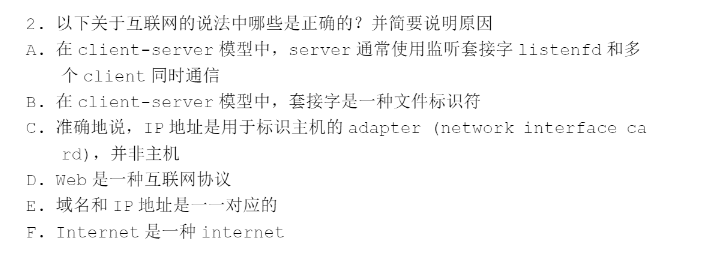 2. 以下关于互联网的说法中哪些是正确的？并简要说明原因
A. 在 client-server 模型中，server 通常使用监听套接字 listenfd 和多
个 client 同时通信
B. 在 client-server 模型中，套接字是一种文件标识符
C. 准确地说，IP 地址是用于标识主机的 adapter (network interface ca
rd)，并非主机
D. Web 是一种互联网协议
E. 域名和 IP 地址是一一对应的
F. Internet 是一种 internet